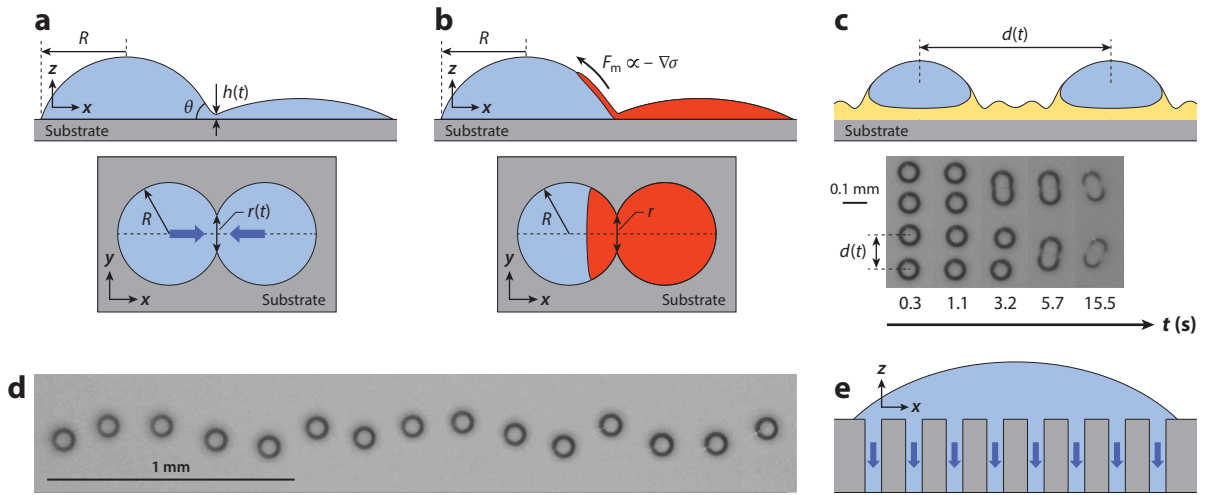 a
R
z
x
θ
h(t)
Substrate
R
r(t)
y
x
Substrate
b
R
Fₘ ∝ – ∇σ
z
x
Substrate
R
r
y
x
Substrate
c
d(t)
Substrate
0.1 mm
d(t)
0.3 1.1 3.2 5.7 15.5
t (s)
d
1 mm
e
z
x